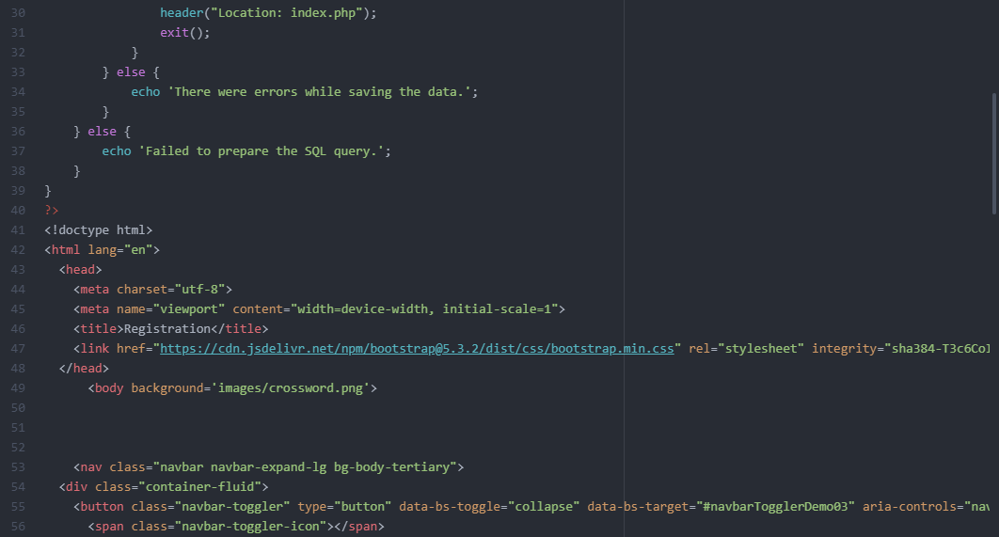 30                 header("Location: index.php");
31                 exit();
32             }
33         } else {
34             echo 'There were errors while saving the data.';
35         }
36     } else {
37         echo 'Failed to prepare the SQL query.';
38     }
39 }
40 ?>
41 <!doctype html>
42 <html lang="en">
43   <head>
44     <meta charset="utf-8">
45     <meta name="viewport" content="width=device-width, initial-scale=1">
46     <title>Registration</title>
47     <link href="https://cdn.jsdelivr.net/npm/bootstrap@5.3.2/dist/css/bootstrap.min.css" rel="stylesheet" integrity="sha384-T3c6CoI
48   </head>
49       <body background='images/crossword.png'>
50
51
52
53     <nav class="navbar navbar-expand-lg bg-body-tertiary">
54   <div class="container-fluid">
55     <button class="navbar-toggler" type="button" data-bs-toggle="collapse" data-bs-target="#navbarTogglerDemo03" aria-controls="nav
56       <span class="navbar-toggler-icon"></span>